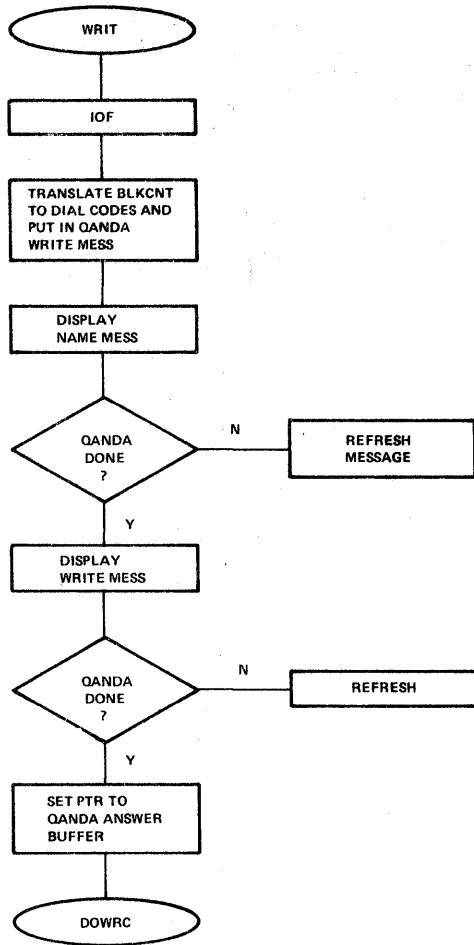 WRIT
IOF
TRANSLATE BLKCNT
TO DIAL CODES AND
PUT IN QANDA
WRITE MESS
DISPLAY
NAME MESS
QANDA
DONE
?
N
REFRESH
MESSAGE
Y
DISPLAY
WRITE MESS
QANDA
DONE
?
N
REFRESH
Y
SET PTR TO
QANDA ANSWER
BUFFER
DOWRC